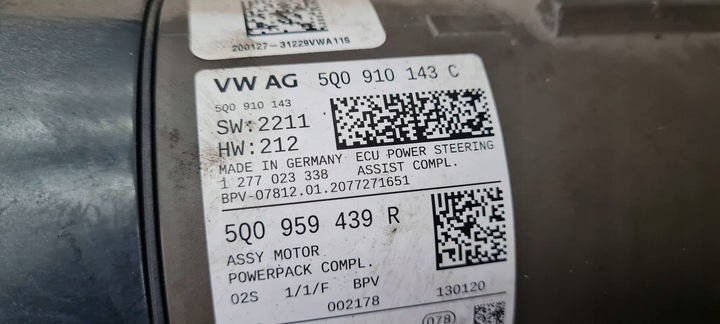 200127-31229VWA11S
VW AG 5Q0 910 143 C
5Q0 910 143
SW:2211
HW:212
MADE IN GERMANY ECU POWER STEERING
1 277 023 338 ASSIST COMPL.
BPV-07812.01.2077271651
5Q0 959 439 R
ASSY MOTOR
POWERPACK COMPL.
02S 1/1/F BPV 130120
002178
(078)